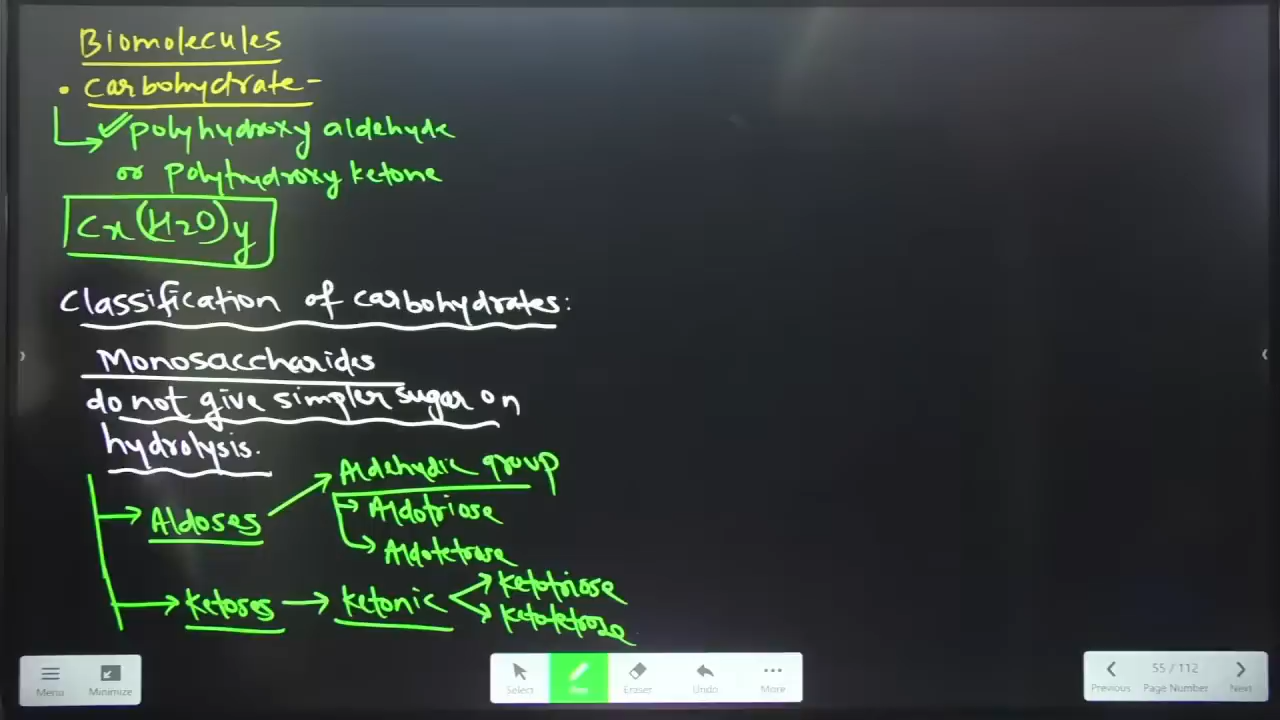 Biomolecules
• Carbohydrate -
polyhydroxy aldehyde
or polyhydroxy ketone
Cx(H2O)y
Classification of carbohydrates:
Monosaccharides
do not give simpler sugar on
hydrolysis.
Aldehydic group
Aldoses
Aldotriose
Aldotetrose
Ketoses
Ketonic
Ketotriose
Ketotetrose
Menu
Minimize
Select
Pen
Eraser
Undo
More
Previous
55 / 112
Page Number
Next